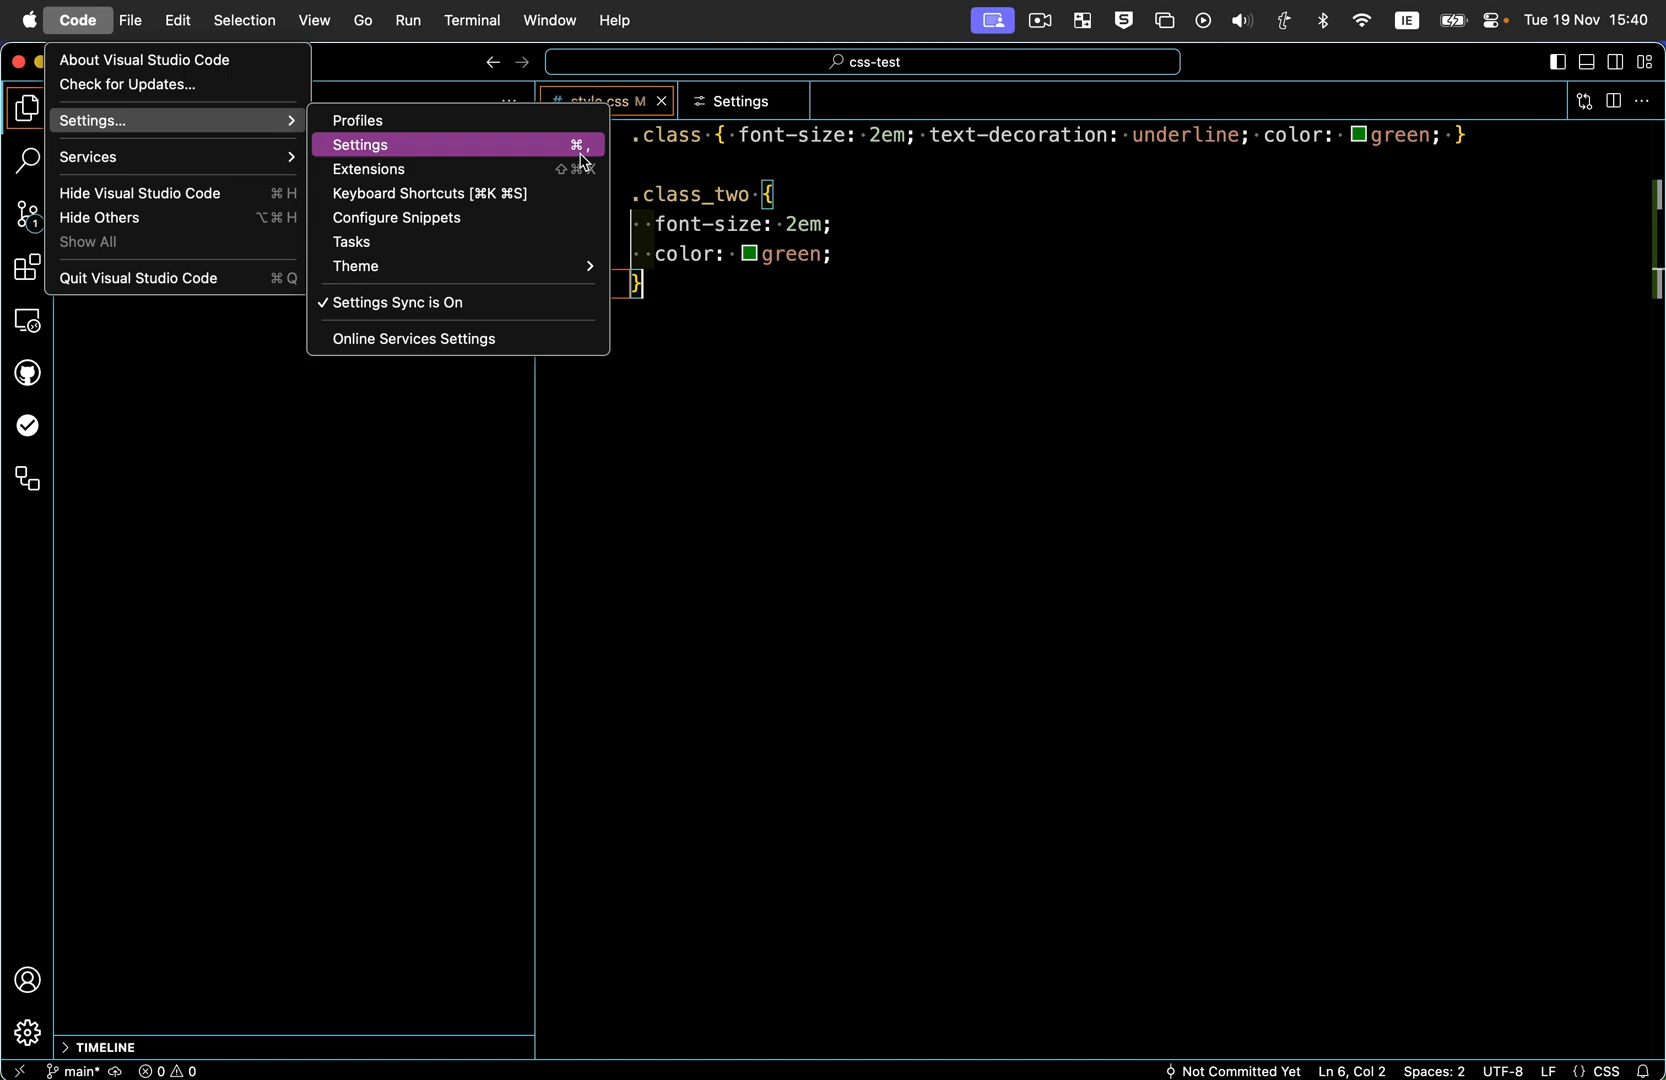 Code File Edit Selection View Go Run Terminal Window Help IE Tue 19 Nov 15:40
About Visual Studio Code
Check for Updates...
Settings...
Services
Hide Visual Studio Code ⌘ H
Hide Others ⌥ ⌘ H
Show All
Quit Visual Studio Code ⌘ Q
Profiles
Settings ⌘ ,
Extensions ⇧ ⌘ X
Keyboard Shortcuts [⌘K ⌘S]
Configure Snippets
Tasks
Theme
✓ Settings Sync is On
Online Services Settings
css-test
# style.css M Settings
.class { font-size: 2em; text-decoration: underline; color: green; }
.class_two {
font-size: 2em;
color: green;
}
1
TIMELINE
main* 0 0 Not Committed Yet Ln 6, Col 2 Spaces: 2 UTF-8 LF {} CSS